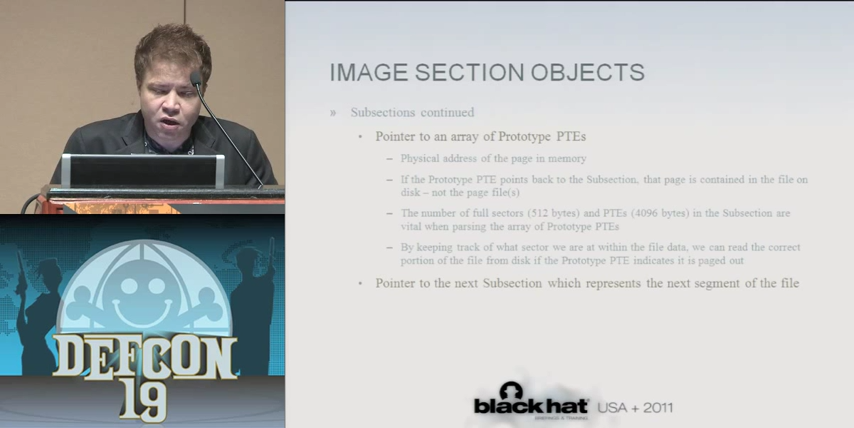 IMAGE SECTION OBJECTS
» Subsections continued
• Pointer to an array of Prototype PTEs
– Physical address of the page in memory
– If the Prototype PTE points back to the Subsection, that page is contained in the file on
disk – not the page file(s)
– The number of full sectors (512 bytes) and PTEs (4096 bytes) in the Subsection are
vital when parsing the array of Prototype PTEs
– By keeping track of what sector we are at within the file data, we can read the correct
portion of the file from disk if the Prototype PTE indicates it is paged out
• Pointer to the next Subsection which represents the next segment of the file
DEFCON
19
black hat USA + 2011